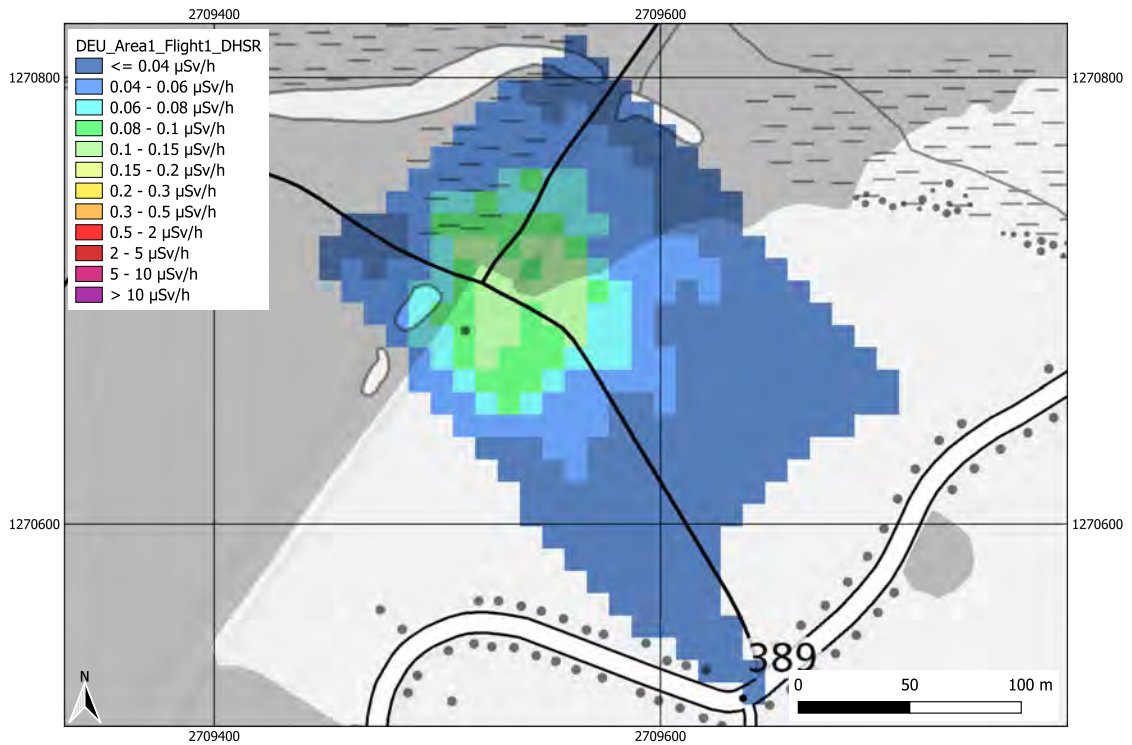 2709400 2709600
DEU_Area1_Flight1_DHSR
<= 0.04 µSv/h
0.04 - 0.06 µSv/h
0.06 - 0.08 µSv/h
0.08 - 0.1 µSv/h
0.1 - 0.15 µSv/h
0.15 - 0.2 µSv/h
0.2 - 0.3 µSv/h
0.3 - 0.5 µSv/h
0.5 - 2 µSv/h
2 - 5 µSv/h
5 - 10 µSv/h
> 10 µSv/h
1270800 1270800
1270600 1270600
389
N
0 50 100 m
2709400 2709600